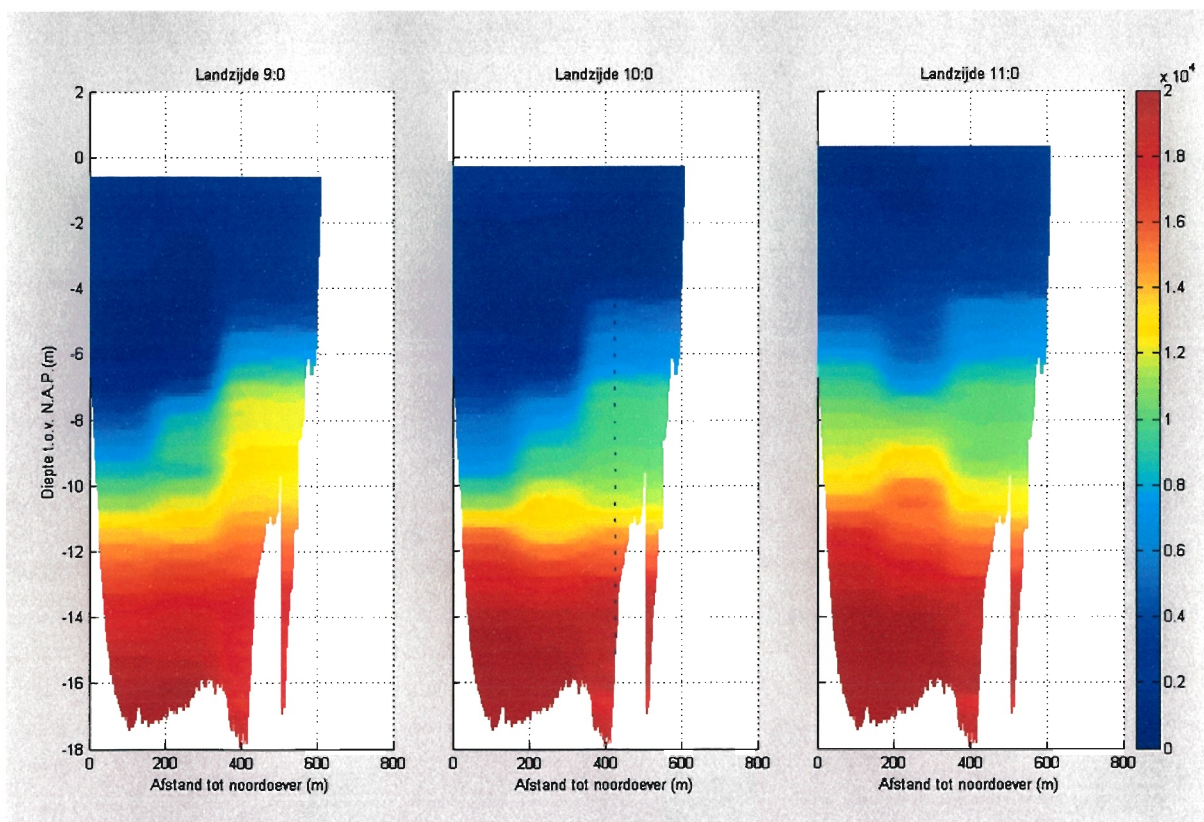 Landzijde 9:0
Landzijde 10:0
Landzijde 11:0
x 10^4
Diepte t.o.v. N.A.P.(m)
2
0
-2
-4
-6
-8
-10
-12
-14
-16
-18
0 200 400 600 800
0 200 400 600 800
0 200 400 600 800
Afstand tot noordoever (m)
Afstand tot noordoever (m)
Afstand tot noordoever (m)
2
1.8
1.6
1.4
1.2
1
0.8
0.6
0.4
0.2
0